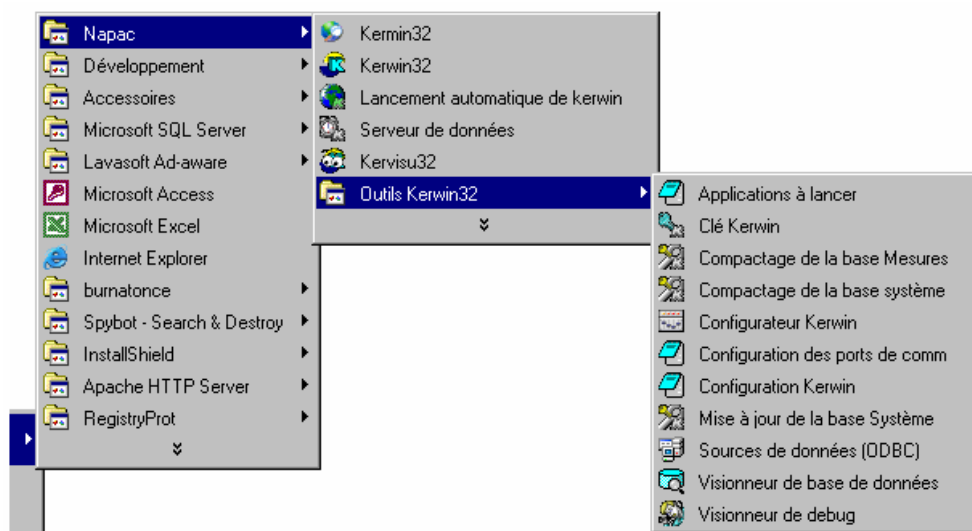 Napac
Développement
Accessoires
Microsoft SQL Server
Lavasoft Ad-aware
Microsoft Access
Microsoft Excel
Internet Explorer
burnatonce
Spybot - Search & Destroy
InstallShield
Apache HTTP Server
RegistryProt
Kermin32
Kerwin32
Lancement automatique de kerwin
Serveur de données
Kervisu32
Outils Kerwin32
Applications à lancer
Clé Kerwin
Compactage de la base Mesures
Compactage de la base système
Configurateur Kerwin
Configuration des ports de comm
Configuration Kerwin
Mise à jour de la base Système
Sources de données (ODBC)
Visionneur de base de données
Visionneur de debug